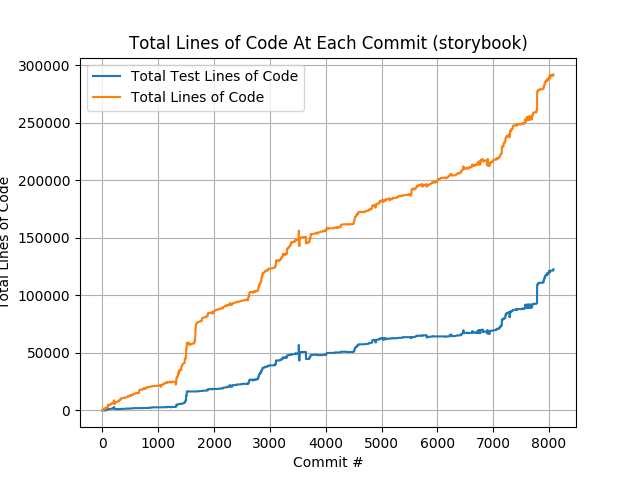 Total Lines of Code At Each Commit (storybook)
Total Test Lines of Code
Total Lines of Code
300000
250000
200000
150000
100000
50000
0
Total Lines of Code
0 1000 2000 3000 4000 5000 6000 7000 8000
Commit #